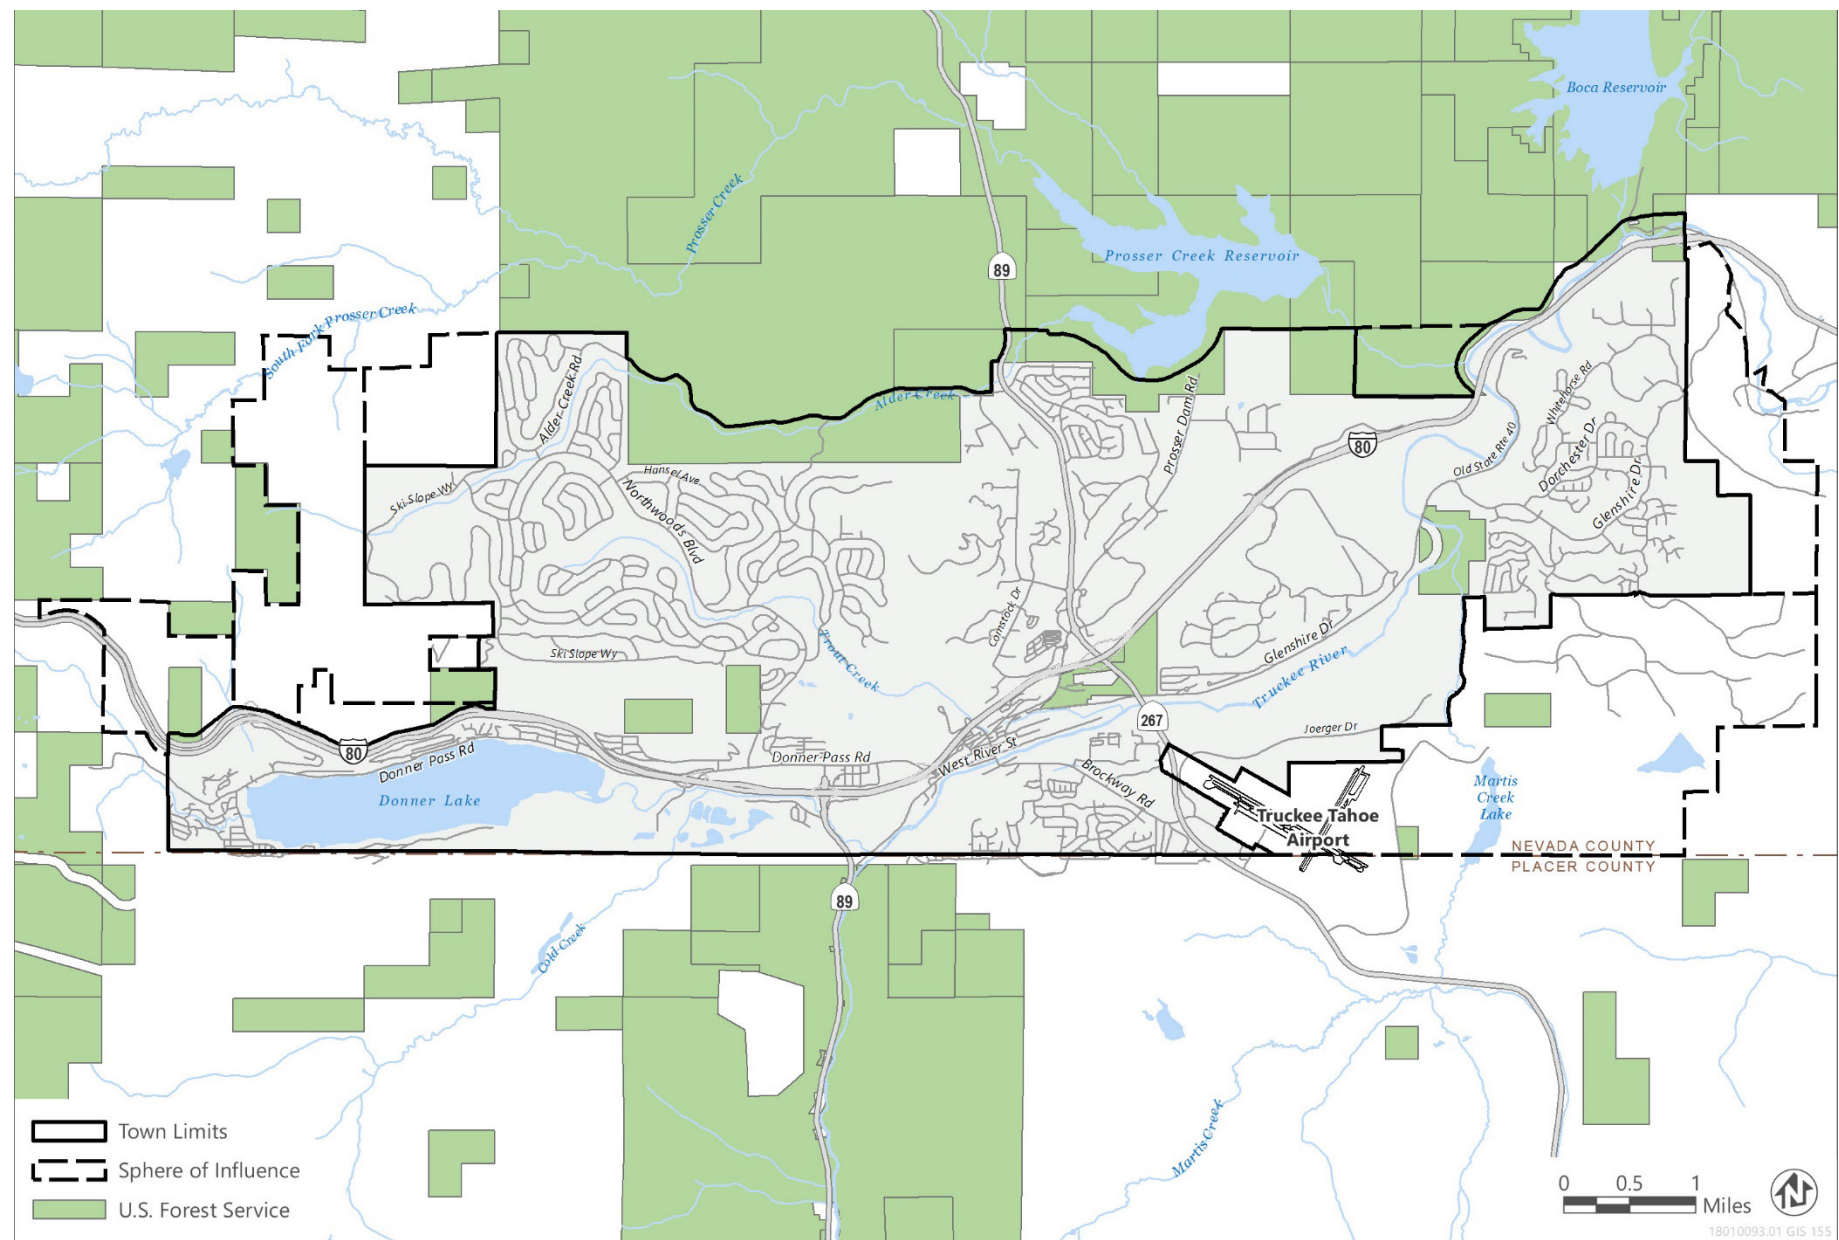 Boca Reservoir
Prosser Creek
Prosser Creek Reservoir
89
South Fork Prosser Creek
Alder Creek Rd
Alder Creek
Prosser Dam Rd
80
Whitehorse Rd
Old State Rte 40
Dorchester Dr
Glenshire Dr
Hansel Ave
Ski Slope Wy
Northwoods Blvd
Comstock Dr
Trout Creek
Ski Slope Wy
Glenshire Dr
Truckee River
267
Joerger Dr
80
Donner Pass Rd
Donner Pass Rd
West River St
Brockway Rd
Donner Lake
Martis
Creek
Lake
Truckee Tahoe
Airport
NEVADA COUNTY
PLACER COUNTY
89
Cold Creek
Martis Creek
Town Limits
Sphere of Influence
U.S. Forest Service
0 0.5 1
Miles
N
18010093.01 GIS 155